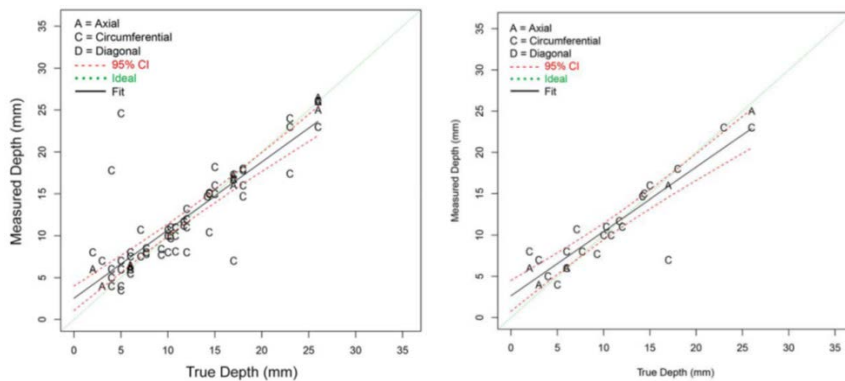 A = Axial
C = Circumferential
D = Diagonal
95% CI
Ideal
Fit
Measured Depth (mm)
0 5 10 15 20 25 30 35
0 5 10 15 20 25 30 35
True Depth (mm)
A = Axial
C = Circumferential
D = Diagonal
95% CI
Ideal
Fit
Measured Depth (mm)
0 5 10 15 20 25 30 35
0 5 10 15 20 25 30 35
True Depth (mm)